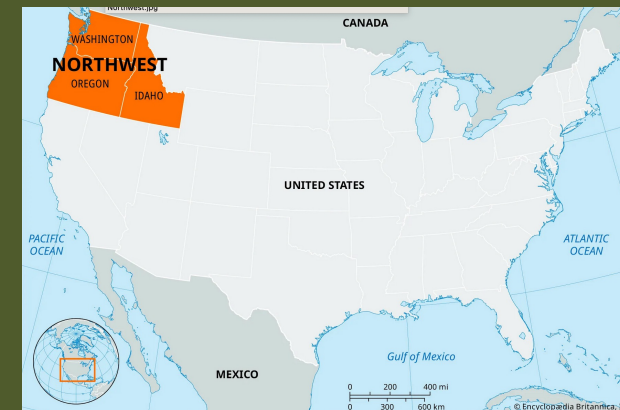 Northwest.jpg
CANADA
WASHINGTON
NORTHWEST
OREGON
IDAHO
UNITED STATES
PACIFIC
OCEAN
ATLANTIC
OCEAN
Gulf of Mexico
MEXICO
0 200 400 mi
0 300 600 km
© Encyclopædia Britannica,